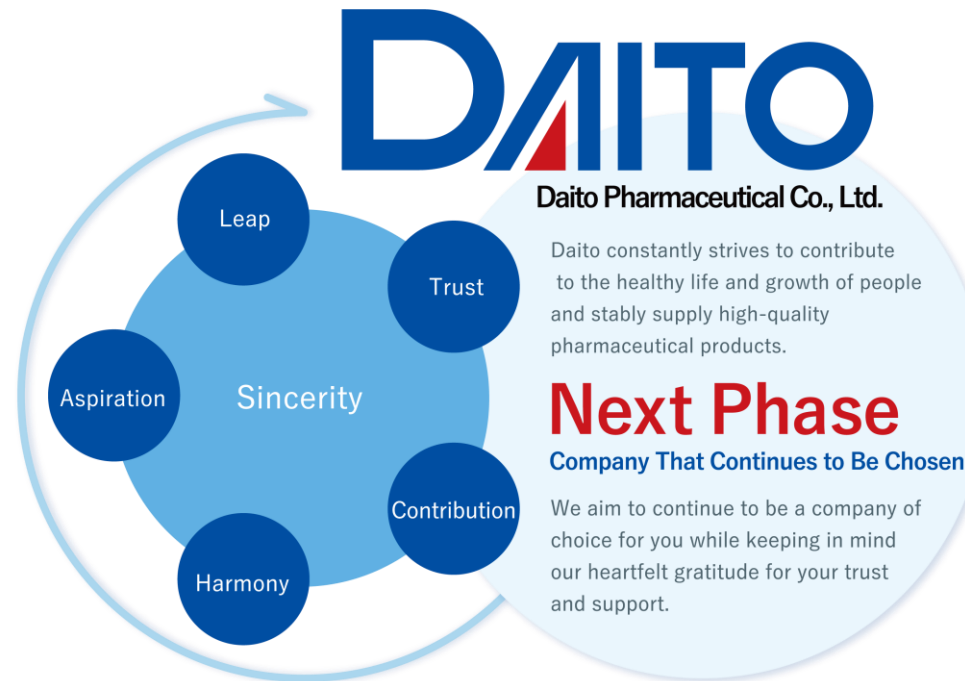 DAITO
Daito Pharmaceutical Co., Ltd.
Leap
Trust
Aspiration
Sincerity
Contribution
Harmony
Daito constantly strives to contribute
to the healthy life and growth of people
and stably supply high-quality
pharmaceutical products.
Next Phase
Company That Continues to Be Chosen
We aim to continue to be a company of
choice for you while keeping in mind
our heartfelt gratitude for your trust
and support.